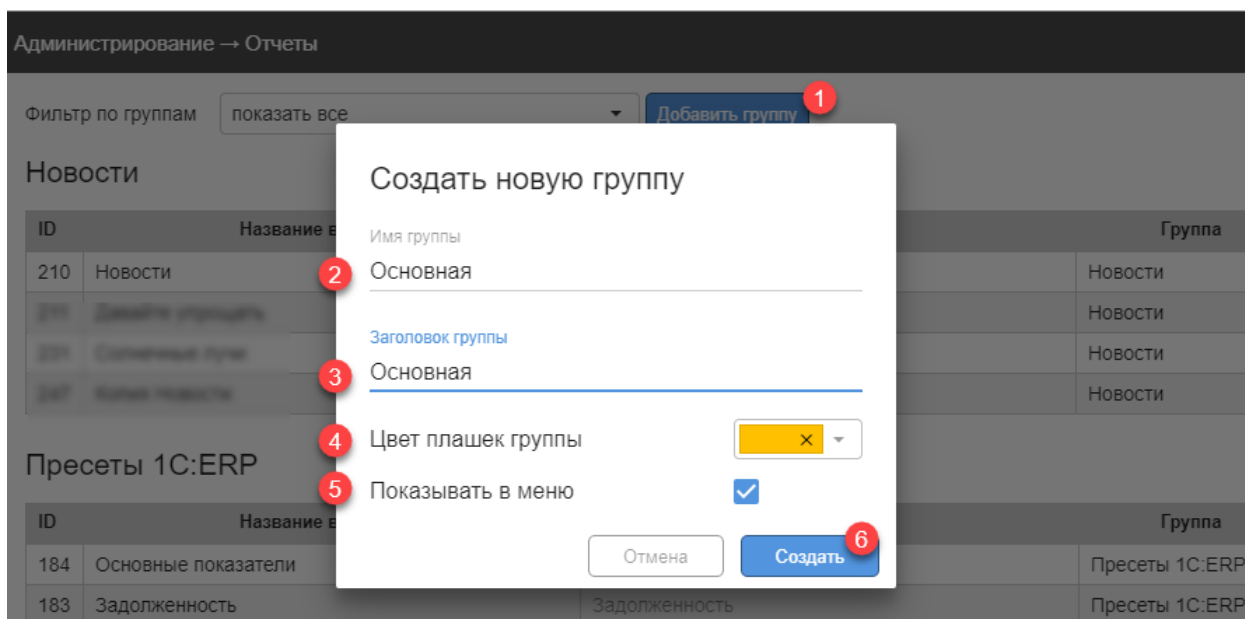 Администрирование → Отчеты
Фильтр по группам показать все Добавить группу 1
Новости
Создать новую группу
ID Название в Группа
Имя группы
210 Новости 2 Основная Новости
Новости
Заголовок группы
Новости
3 Основная
Новости
4 Цвет плашек группы ×
Пресеты 1С:ERP
5 Показывать в меню
ID Название в Группа
6
184 Основные показатели Отмена Создать Пресеты 1С:ERP
183 Задолженность Задолженность Пресеты 1С:ERP